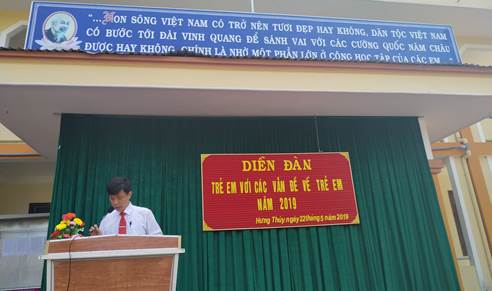 "...NON SÔNG VIỆT NAM CÓ TRỞ NÊN TƯƠI ĐẸP HAY KHÔNG, DÂN TỘC VIỆT NAM
CÓ BƯỚC TỚI ĐÀI VINH QUANG ĐỂ SÁNH VAI VỚI CÁC CƯỜNG QUỐC NĂM CHÂU
ĐƯỢC HAY KHÔNG, CHÍNH LÀ NHỜ MỘT PHẦN LỚN Ở CÔNG HỌC TẬP CỦA CÁC EM
DIỄN ĐÀN
TRẺ EM VỚI CÁC VẤN ĐỀ VỀ TRẺ EM
NĂM 2019
Hưng Thủy ngày 22 tháng 5 năm 2019